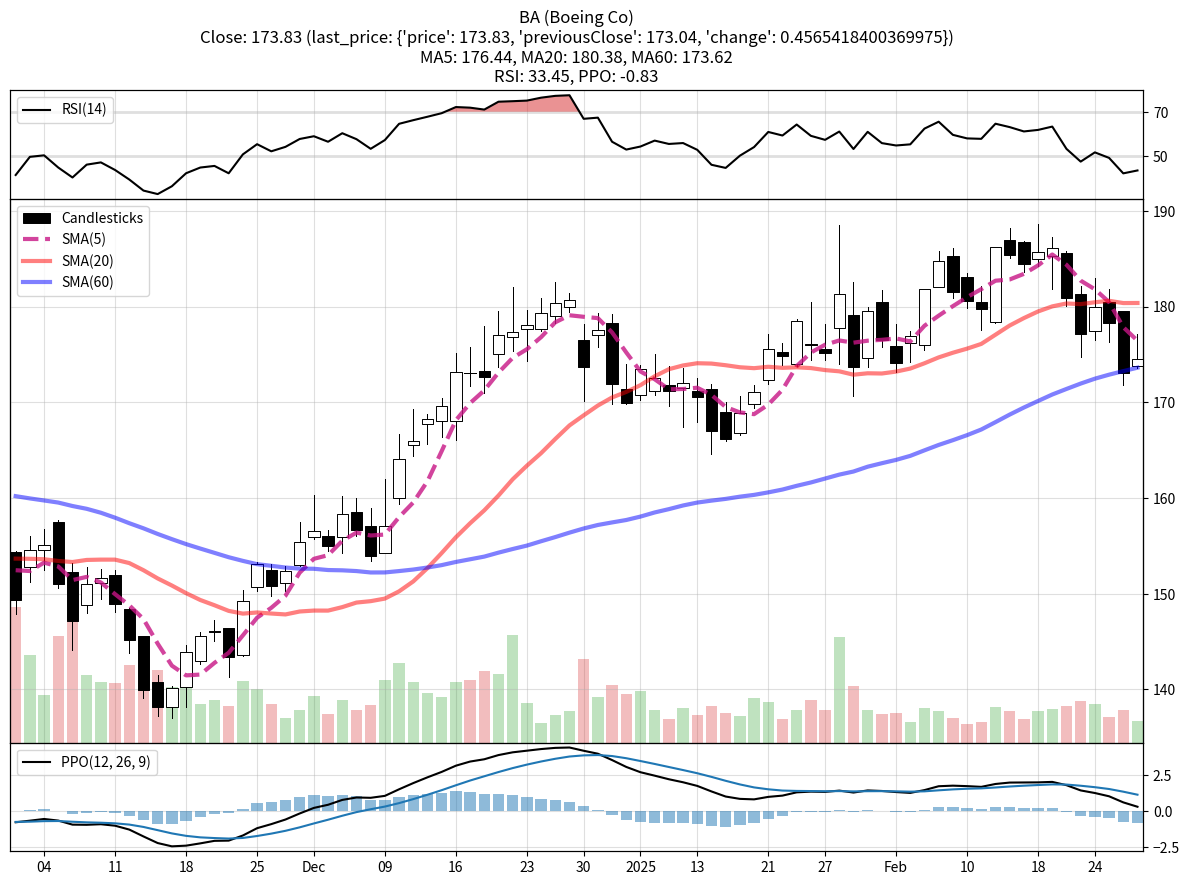 BA (Boeing Co)
Close: 173.83 (last_price: {'price': 173.83, 'previousClose': 173.04, 'change': 0.4565418400369975})
MA5: 176.44, MA20: 180.38, MA60: 173.62
RSI: 33.45, PPO: -0.83
RSI(14)
70
50
Candlesticks
SMA(5)
SMA(20)
SMA(60)
190
180
170
160
150
140
PPO(12, 26, 9)
2.5
0.0
−2.5
04 11 18 25 Dec 09 16 23 30 2025 13 21 27 Feb 10 18 24